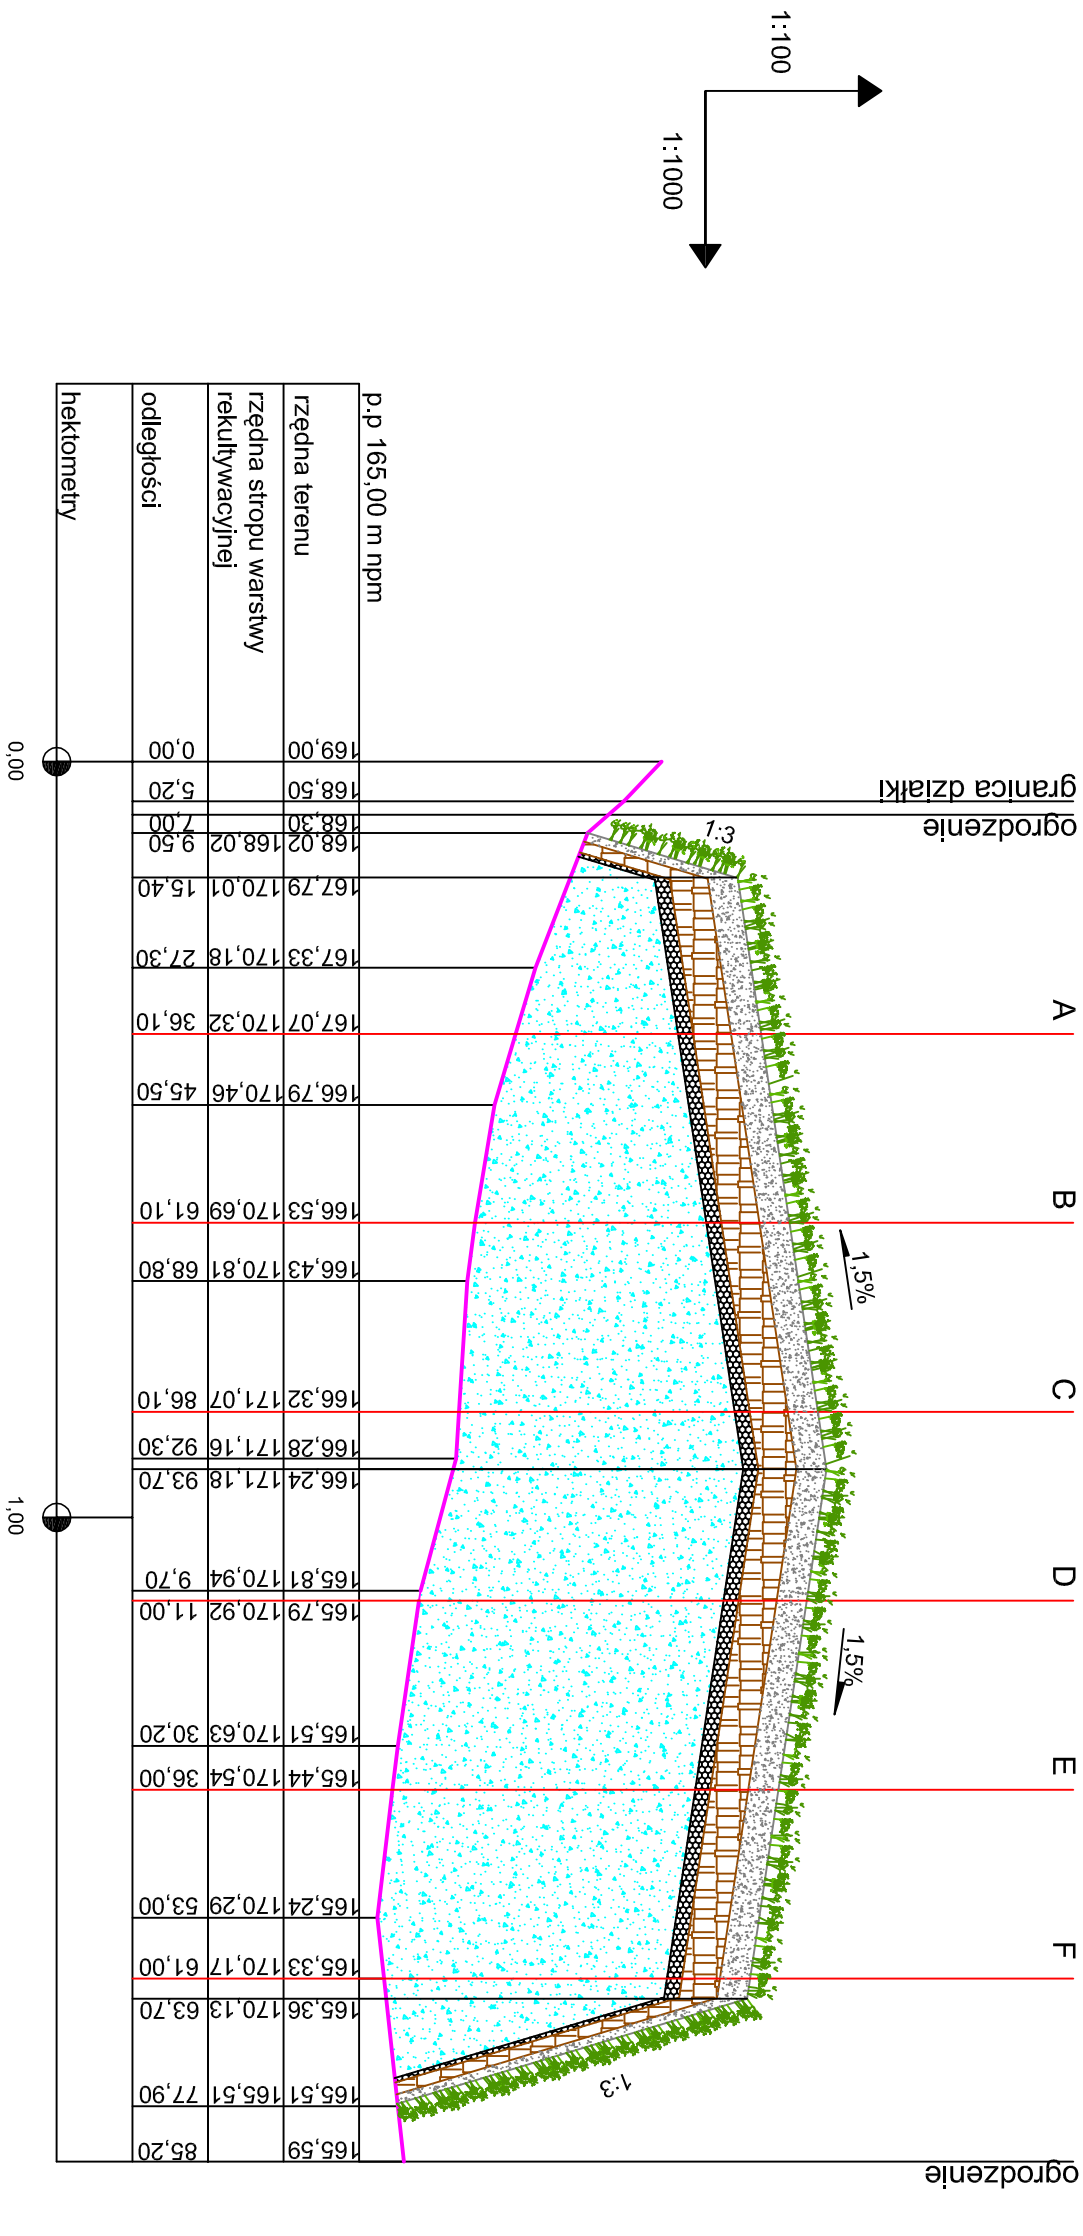 1:100
1:1000
granica działki
ogrodzenie
A
B
C
D
E
F
ogrodzenie
1:3
1,5%
1,5%
1:3
p.p 165,00 m npm
rzędna terenu
169,00 168,50 168,30 168,02 167,79 167,33 167,07 166,79 166,53 166,43 166,32 166,28 166,24 165,81 165,79 165,51 165,44 165,24 165,33 165,36 165,51 165,59
rzędna stropu warstwy
rekultywacyjnej
168,02 170,01 170,18 170,32 170,46 170,69 170,81 171,07 171,16 171,18 170,94 170,92 170,63 170,54 170,29 170,17 170,13 165,51
odległości
0,00 5,20 7,00 9,50 15,40 27,30 36,10 45,50 61,10 68,80 86,10 92,30 93,70 9,70 11,00 30,20 36,00 53,00 61,00 63,70 77,90 85,20
hektometry
0,00
1,00